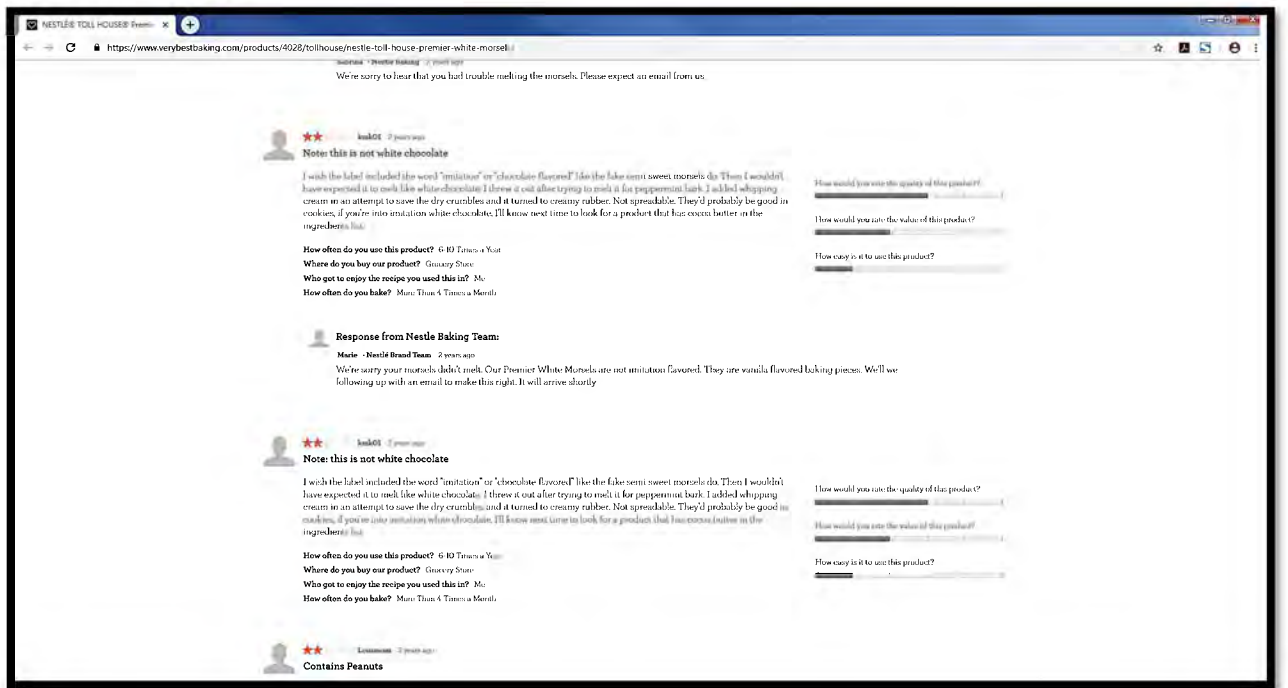 NESTLÉ® TOLL HOUSE® Premi
https://www.verybestbaking.com/products/4028/tollhouse/nestle-toll-house-premier-white-morsel
Sabrina · Nestlé Baking 2 years ago
We're sorry to hear that you had trouble melting the morsels. Please expect an email from us.
2 years ago
Note: this is not white chocolate
I wish the label included the word "imitation" or "chocolate flavored" like the fake semi sweet morsels do. Then I wouldn't
have expected it to melt like white chocolate. I threw it out after trying to melt it for peppermint bark. I added whipping
cream in an attempt to save the dry crumbles and it turned to creamy rubber. Not spreadable. They'd probably be good in
cookies, if you're into imitation white chocolate. I'll know next time to look for a product that has cocoa butter in the
ingredients list.
How would you rate the quality of this product?
How would you rate the value of this product?
How easy is it to use this product?
How often do you use this product? 6-10 Times a Year
Where do you buy our product? Grocery Store
Who got to enjoy the recipe you used this in? Me
How often do you bake? More Than 4 Times a Month
Response from Nestle Baking Team:
Marie · Nestlé Brand Team 2 years ago
We're sorry your morsels didn't melt. Our Premier White Morsels are not imitation flavored. They are vanilla flavored baking pieces. We'll we
following up with an email to make this right. It will arrive shortly
2 years ago
Note: this is not white chocolate
I wish the label included the word "imitation" or "chocolate flavored" like the fake semi sweet morsels do. Then I wouldn't
have expected it to melt like white chocolate. I threw it out after trying to melt it for peppermint bark. I added whipping
cream in an attempt to save the dry crumbles and it turned to creamy rubber. Not spreadable. They'd probably be good in
cookies, if you're into imitation white chocolate. I'll know next time to look for a product that has cocoa butter in the
ingredients list.
How would you rate the quality of this product?
How would you rate the value of this product?
How easy is it to use this product?
How often do you use this product? 6-10 Times a Year
Where do you buy our product? Grocery Store
Who got to enjoy the recipe you used this in? Me
How often do you bake? More Than 4 Times a Month
2 years ago
Contains Peanuts